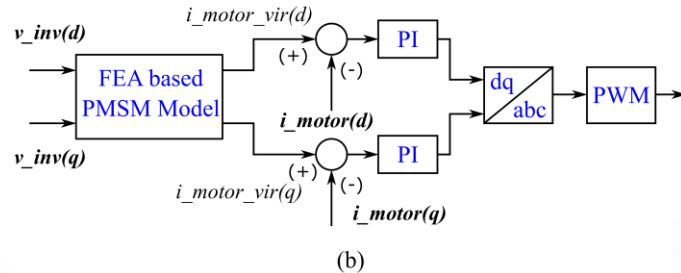 v_inv(d)
i_motor_vir(d)
PI
(+)
(-)
FEA based
PMSM Model
dq
abc
PWM
i_motor(d)
v_inv(q)
PI
(+)
(-)
i_motor_vir(q)
i_motor(q)
(b)